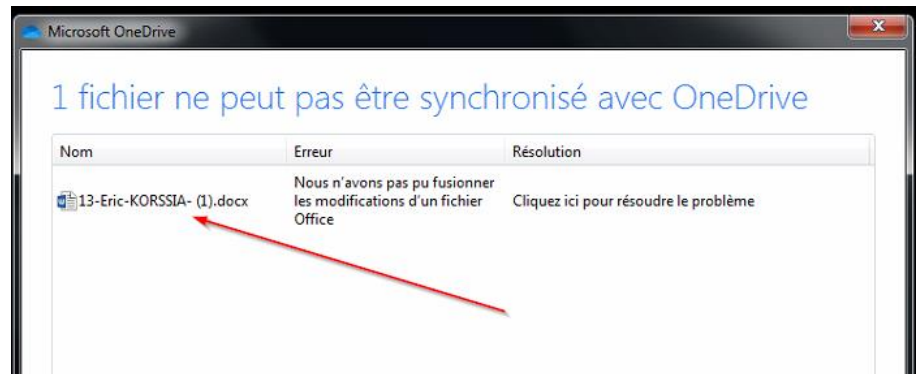 Microsoft OneDrive
1 fichier ne peut pas être synchronisé avec OneDrive
Nom Erreur Résolution
13-Eric-KORSSIA- (1).docx
Nous n'avons pas pu fusionner
les modifications d'un fichier
Office
Cliquez ici pour résoudre le problème